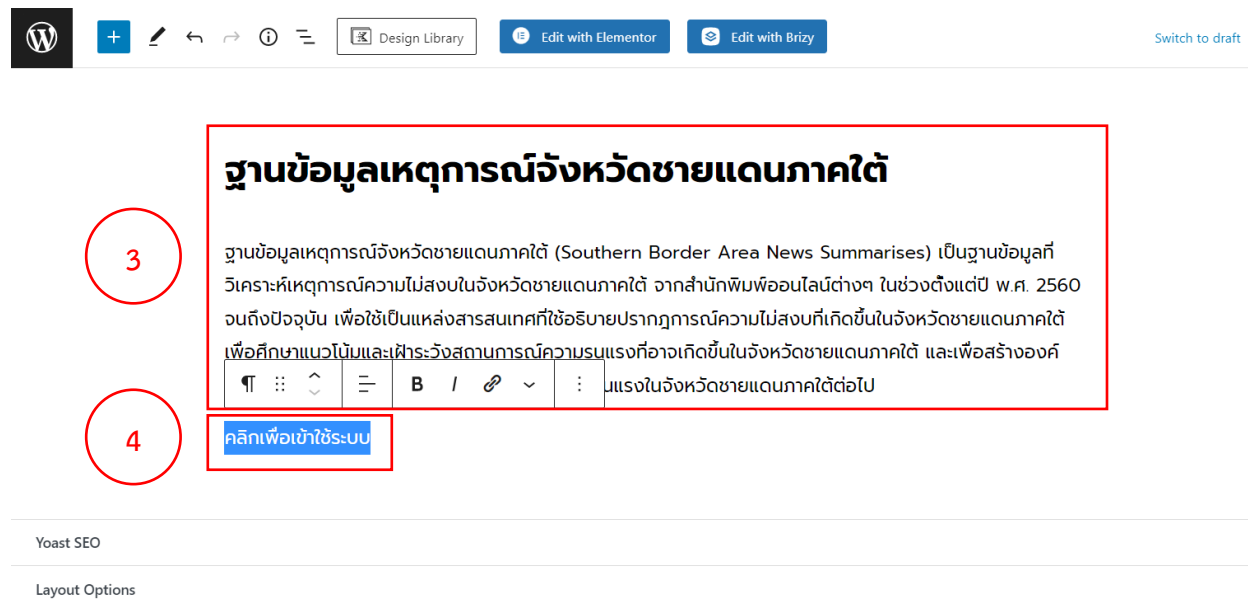 Design Library
Edit with Elementor
Edit with Brizy
Switch to draft
ฐานข้อมูลเหตุการณ์จังหวัดชายแดนภาคใต้
3
ฐานข้อมูลเหตุการณ์จังหวัดชายแดนภาคใต้ (Southern Border Area News Summarises) เป็นฐานข้อมูลที่
วิเคราะห์เหตุการณ์ความไม่สงบในจังหวัดชายแดนภาคใต้ จากสำนักพิมพ์ออนไลน์ต่างๆ ในช่วงตั้งแต่ปี พ.ศ. 2560
จนถึงปัจจุบัน เพื่อใช้เป็นแหล่งสารสนเทศที่ใช้อธิบายปรากฎการณ์ความไม่สงบที่เกิดขึ้นในจังหวัดชายแดนภาคใต้
เพื่อศึกษาแนวโน้มและเฝ้าระวังสถานการณ์ความรุนแรงที่อาจเกิดขึ้นในจังหวัดชายแดนภาคใต้ และเพื่อสร้างองค์
B I นแรงในจังหวัดชายแดนภาคใต้ต่อไป
4
คลิกเพื่อเข้าใช้ระบบ
Yoast SEO
Layout Options